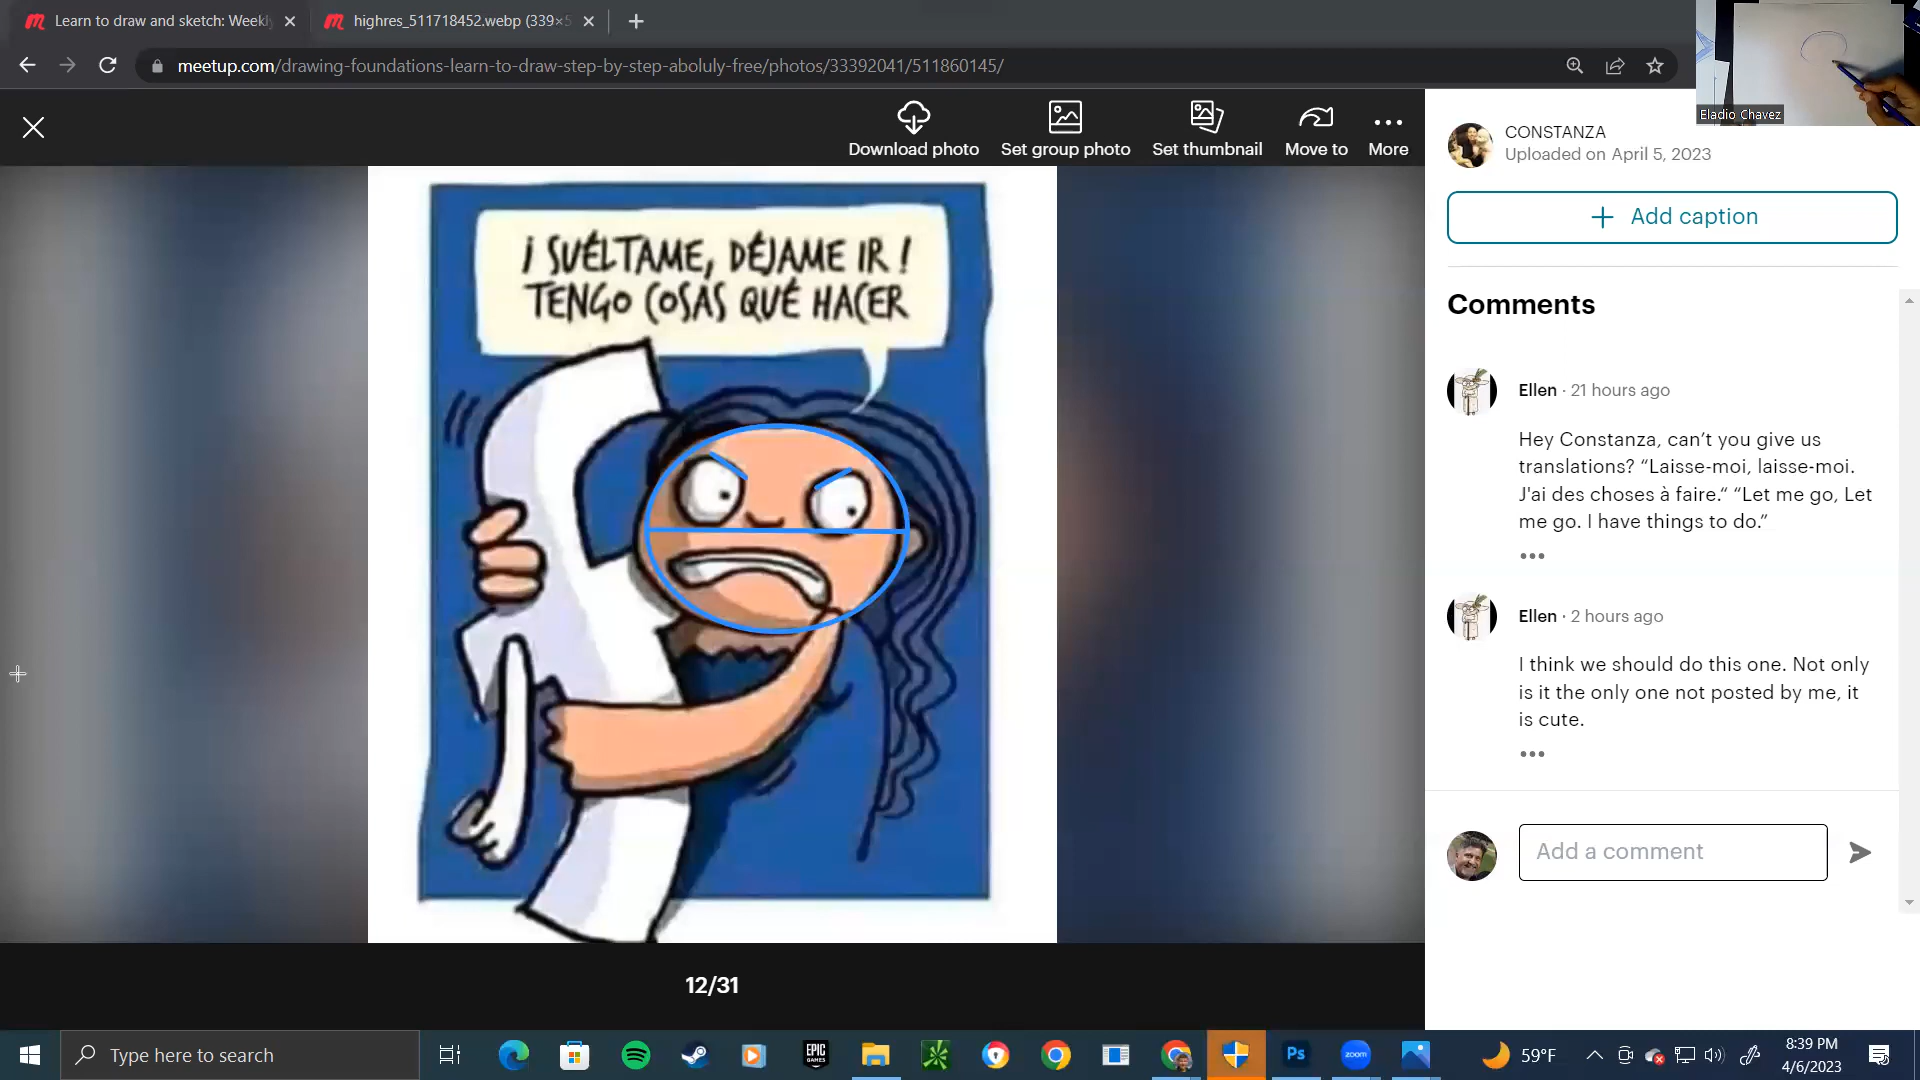 Learn to draw and sketch: Weekly
highres_511718452.webp (339×5
meetup.com/drawing-foundations-learn-to-draw-step-by-step-aboluly-free/photos/33392041/511860145/
Eladio Chavez
Download photo
Set group photo
Set thumbnail
Move to
More
CONSTANZA
Uploaded on April 5, 2023
+ Add caption
¡ SUÉLTAME, DÉJAME IR !
TENGO COSAS QUÉ HACER
Comments
Ellen · 21 hours ago
Hey Constanza, can’t you give us
translations? “Laisse-moi, laisse-moi.
J'ai des choses à faire.“ “Let me go, Let
me go. I have things to do.”
Ellen · 2 hours ago
I think we should do this one. Not only
is it the only one not posted by me, it
is cute.
Add a comment
12/31
Type here to search
EPIC
GAMES
Ps
zoom
59°F
8:39 PM
4/6/2023